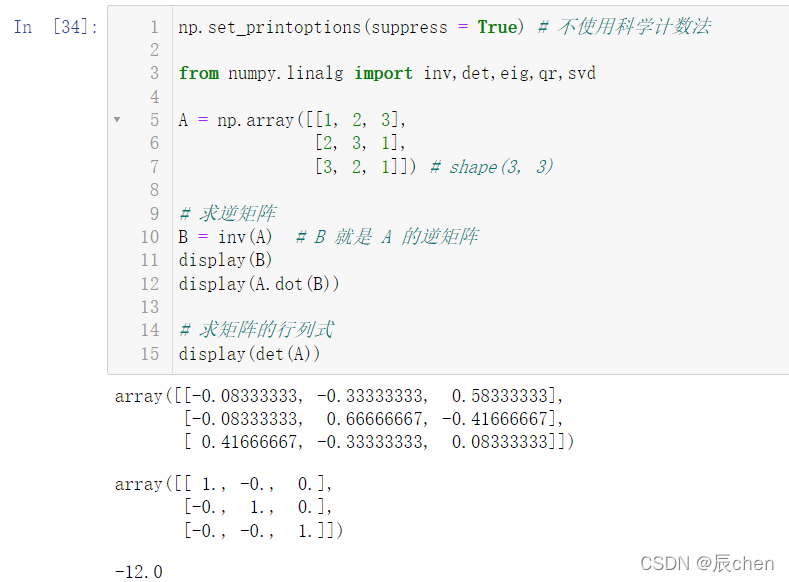 In [34]:
1 np.set_printoptions(suppress = True) # 不使用科学计数法
2
3 from numpy.linalg import inv,det,eig,qr,svd
4
5 A = np.array([[1, 2, 3],
6 [2, 3, 1],
7 [3, 2, 1]]) # shape(3, 3)
8
9 # 求逆矩阵
10 B = inv(A) # B 就是 A 的逆矩阵
11 display(B)
12 display(A.dot(B))
13
14 # 求矩阵的行列式
15 display(det(A))
array([[-0.08333333, -0.33333333, 0.58333333],
[-0.08333333, 0.66666667, -0.41666667],
[ 0.41666667, -0.33333333, 0.08333333]])
array([[ 1., -0., 0.],
[-0., 1., 0.],
[-0., -0., 1.]])
-12.0
CSDN @辰chen